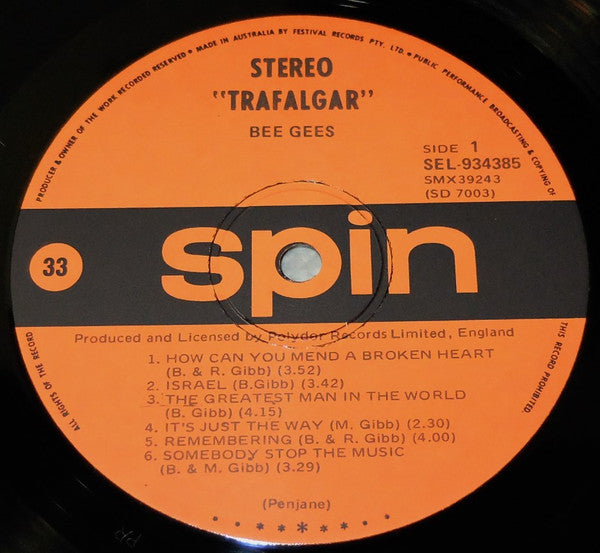 PRODUCER & OWNER OF THE WORK RECORDED RESERVED ★ MADE IN AUSTRALIA BY FESTIVAL RECORDS PTY. LTD. ★ PUBLIC PERFORMANCE BROADCASTING & COPYING OF
THIS RECORD PROHIBITED.
ALL RIGHTS OF THE RECORD
STEREO
"TRAFALGAR"
BEE GEES
SIDE 1
SEL-934385
SMX39243
(SD 7003)
33
spin
Produced and Licensed by Polydor Records Limited, England
1. HOW CAN YOU MEND A BROKEN HEART
(B. & R. Gibb) (3.52)
2. ISRAEL (B.Gibb) (3.42)
3. THE GREATEST MAN IN THE WORLD
(B. Gibb) (4.15)
4. IT'S JUST THE WAY (M. Gibb) (2.30)
5. REMEMBERING (B. & R. Gibb) (4.00)
6. SOMEBODY STOP THE MUSIC
(B. & M. Gibb) (3.29)
(Penjane)